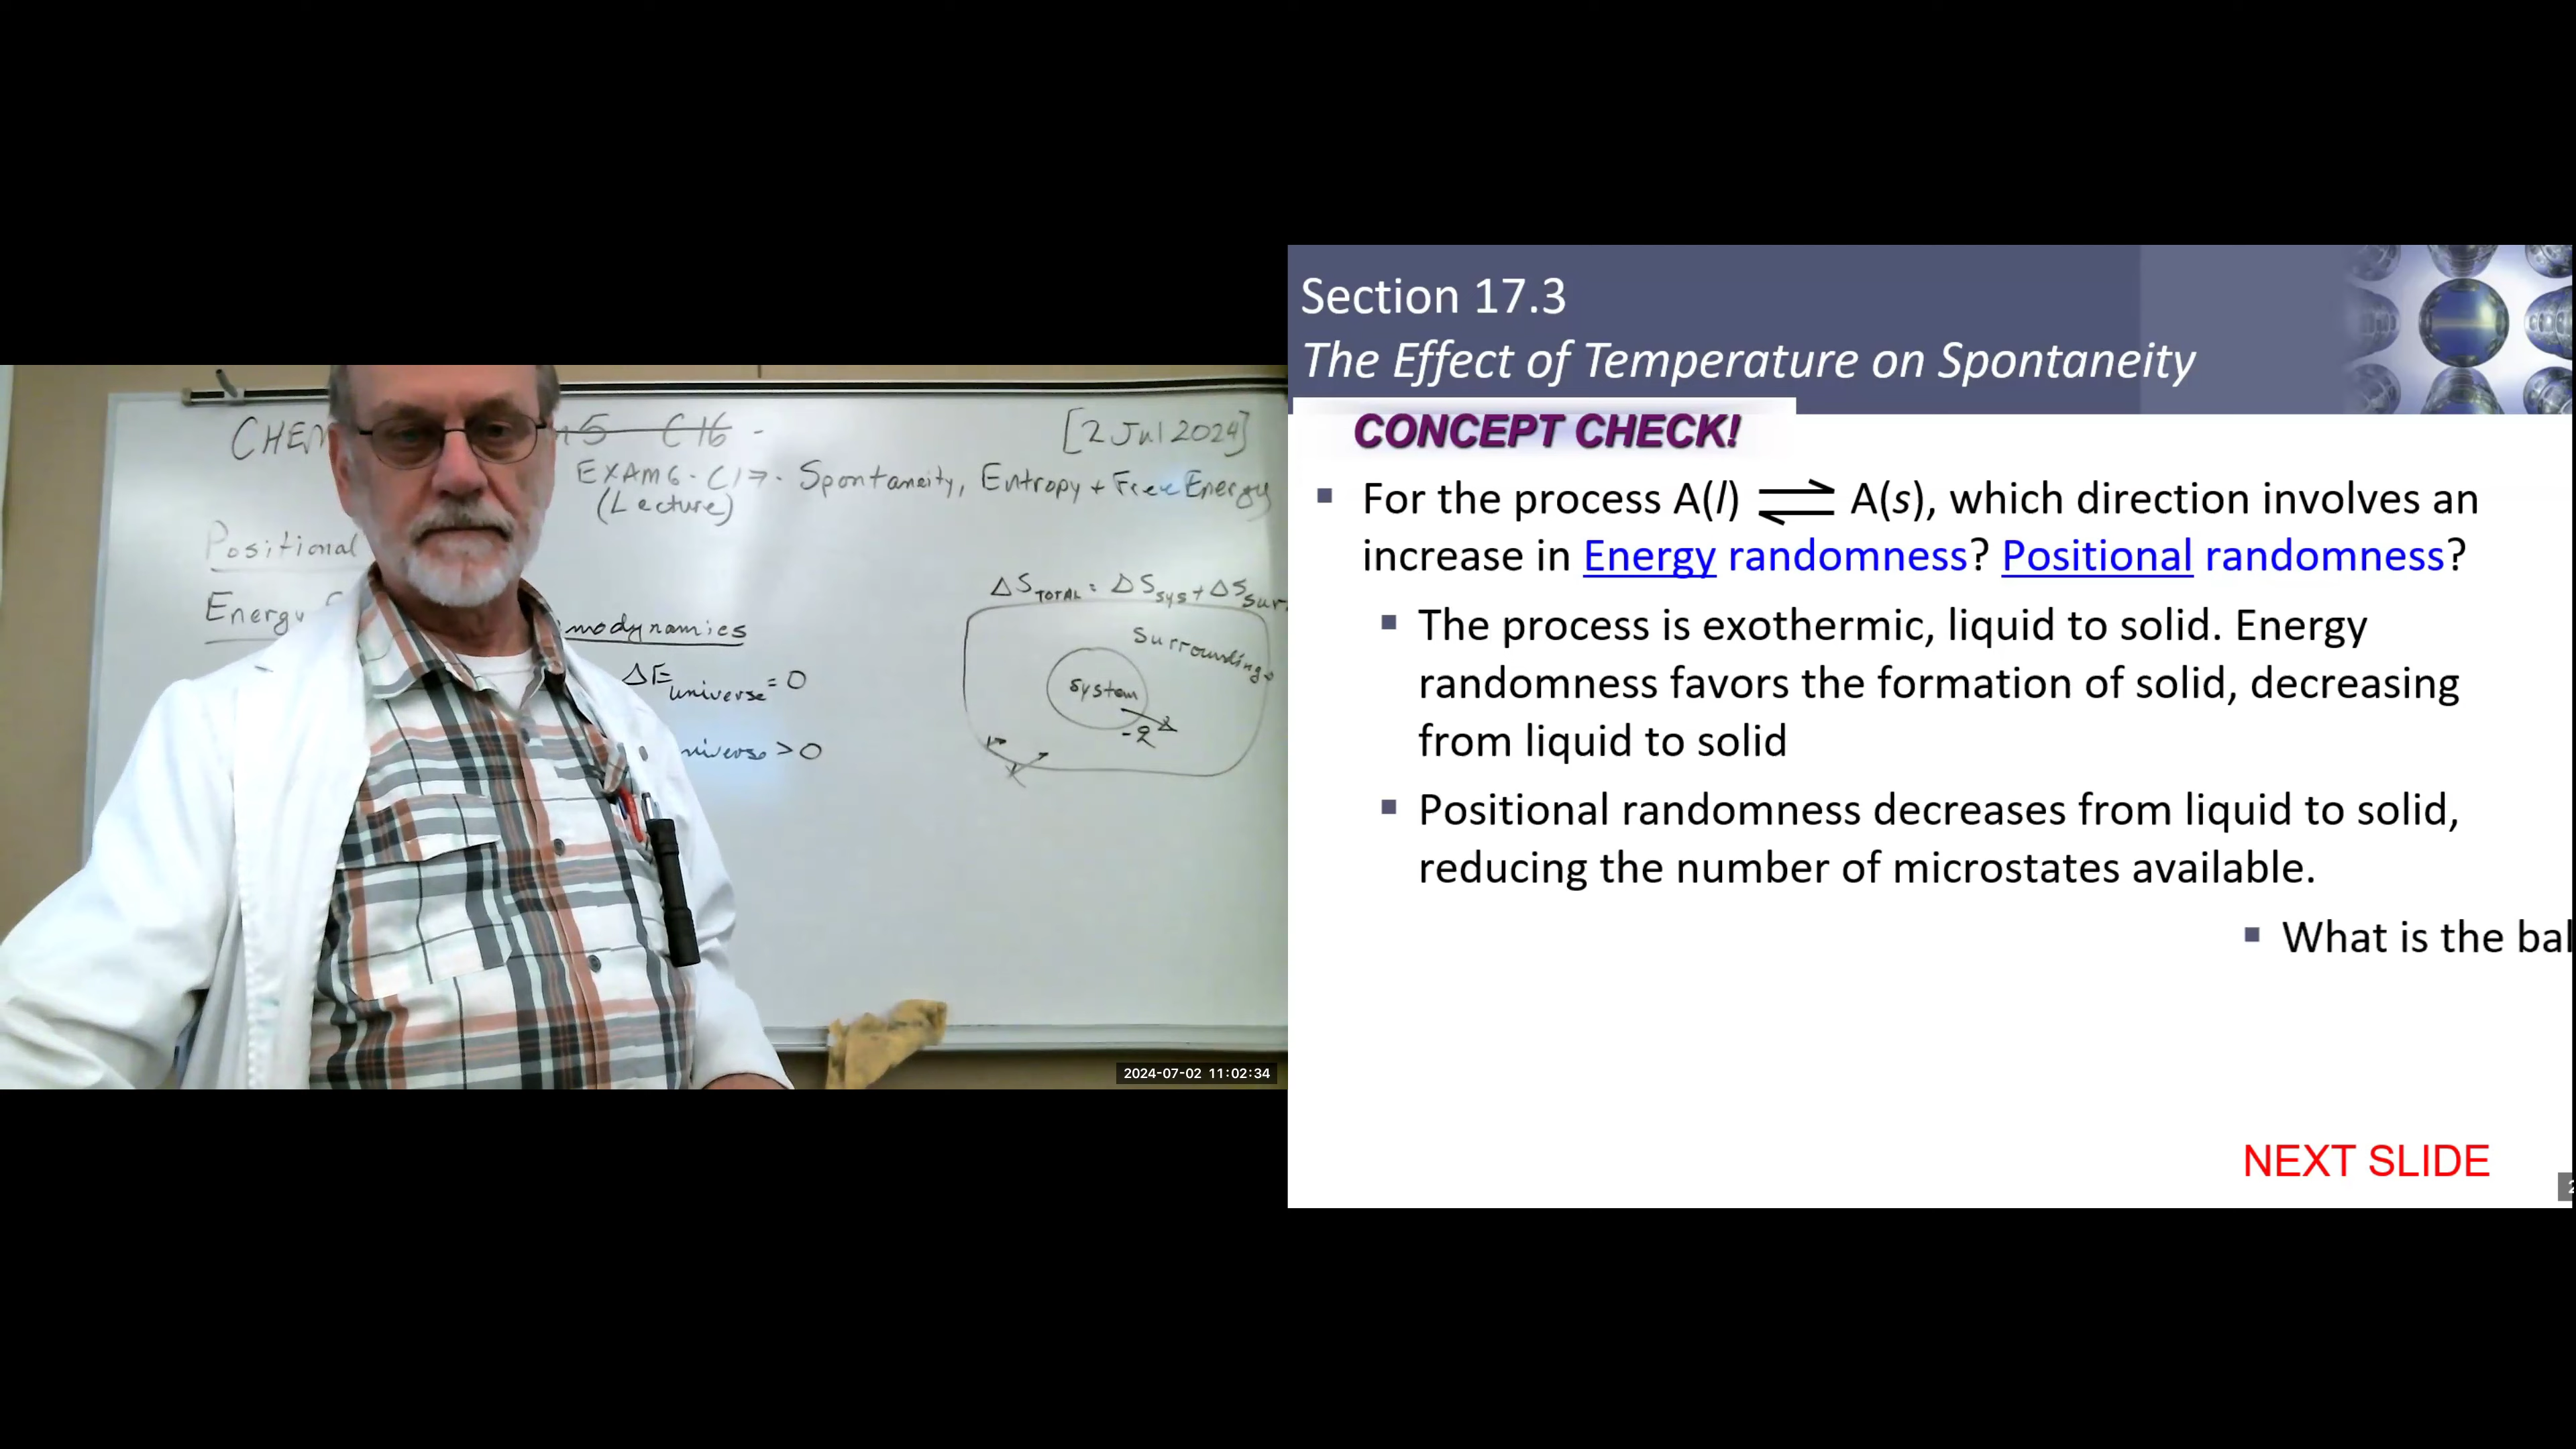 CHEM
5 C16 -
[2 Jul 2024]
EXAM 6 - C17 - Spontaneity, Entropy + Free Energy
(Lecture)
Positional
Energy
modynamics
ΔE universe = 0
niverse > 0
ΔS TOTAL = ΔS sys + ΔS surr
Surroundings
System
-q
2024-07-02 11:02:34
Section 17.3
The Effect of Temperature on Spontaneity
CONCEPT CHECK!
▪ For the process A(l) ⇌ A(s), which direction involves an
increase in Energy randomness? Positional randomness?
▪ The process is exothermic, liquid to solid. Energy
randomness favors the formation of solid, decreasing
from liquid to solid
▪ Positional randomness decreases from liquid to solid,
reducing the number of microstates available.
▪ What is the bal
NEXT SLIDE
2